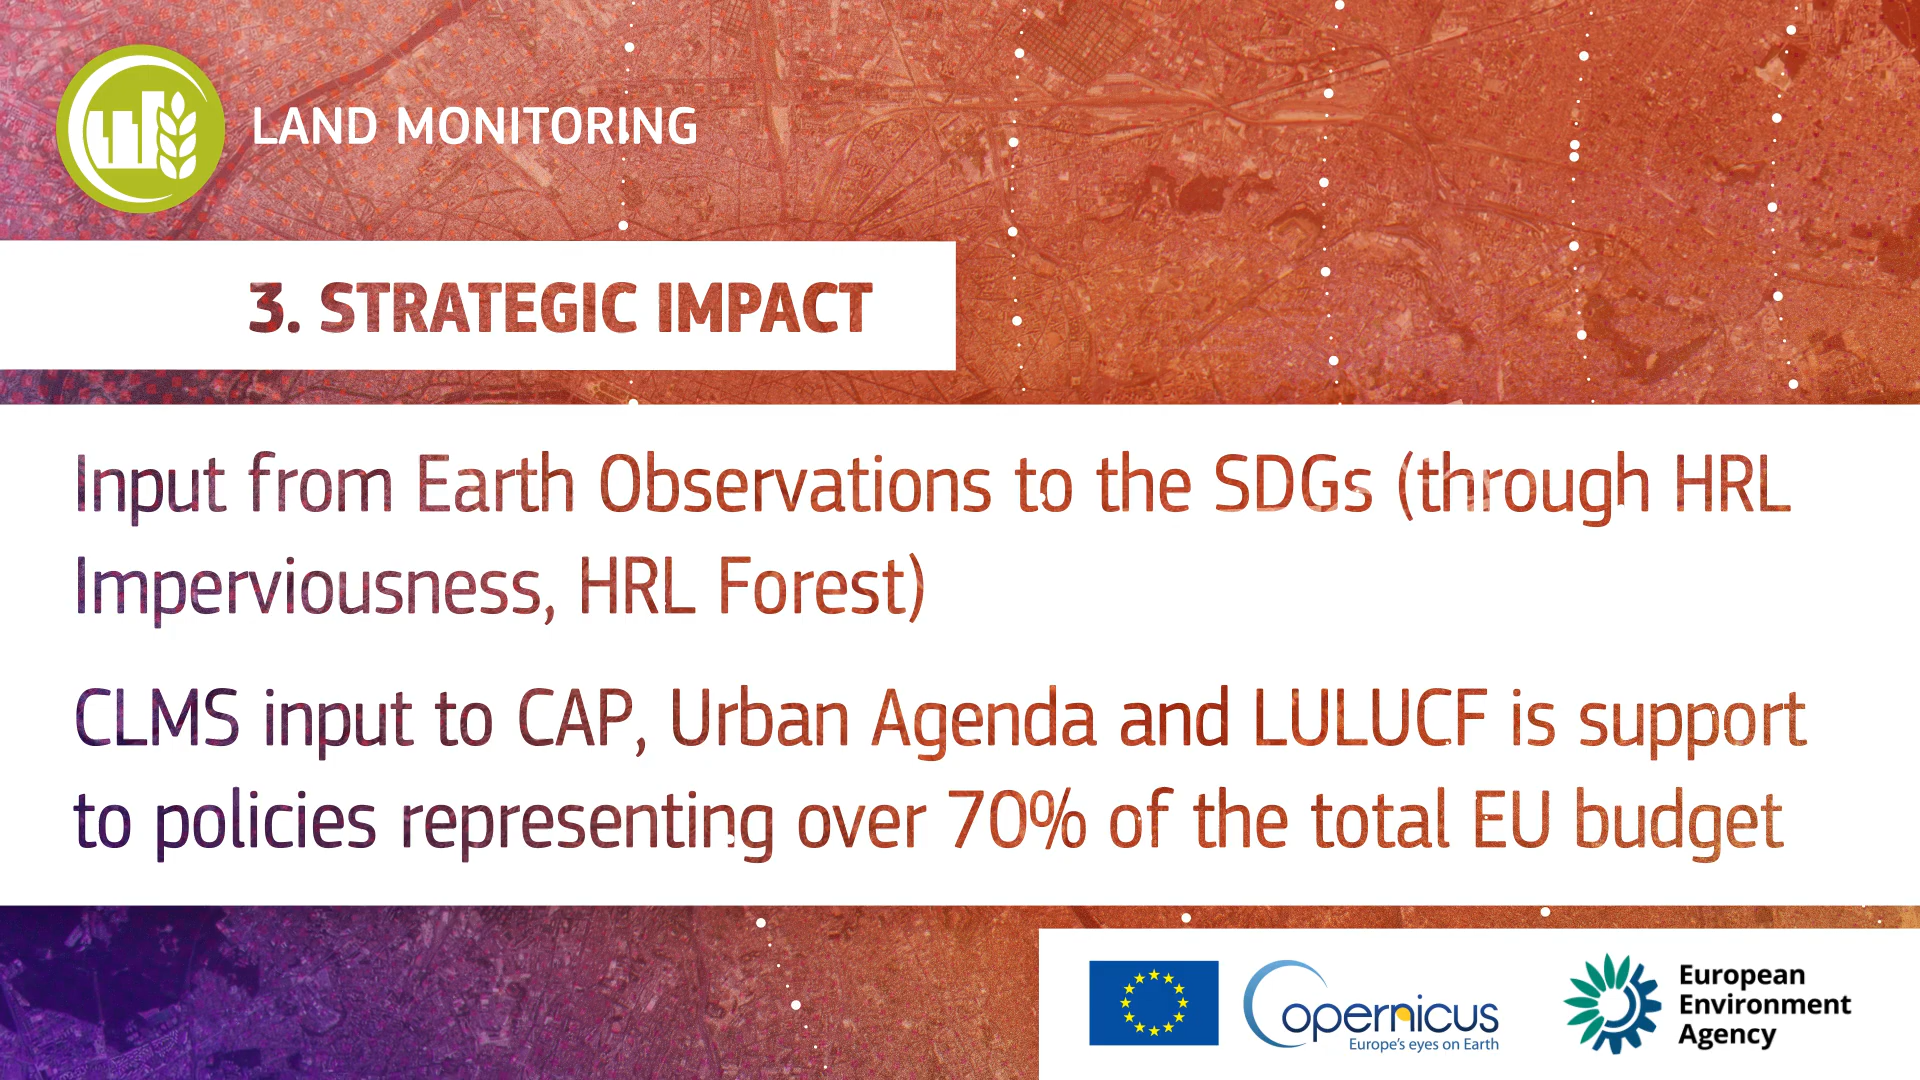 LAND MONITORING
3. STRATEGIC IMPACT
Input from Earth Observations to the SDGs (through HRL
Imperviousness, HRL Forest)
CLMS input to CAP, Urban Agenda and LULUCF is support
to policies representing over 70% of the total EU budget
Copernicus
Europe's eyes on Earth
European
Environment
Agency